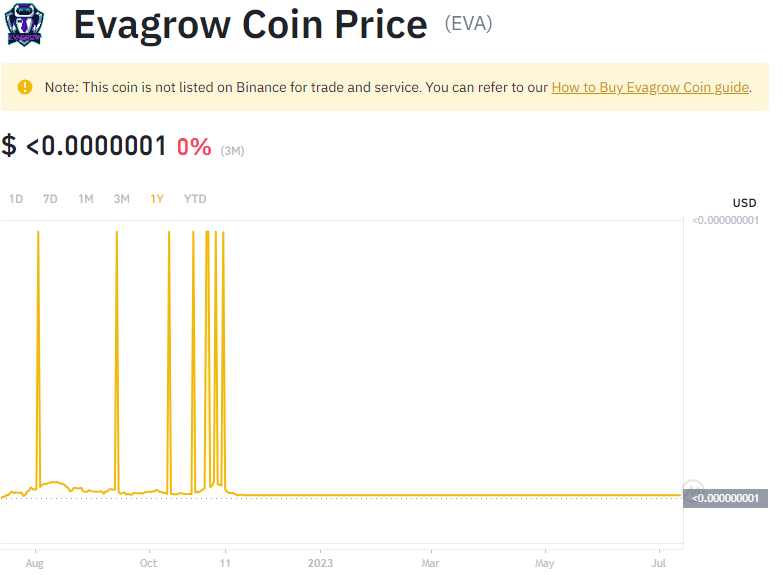 EVAGROW
Evagrow Coin Price (EVA)
Note: This coin is not listed on Binance for trade and service. You can refer to our How to Buy Evagrow Coin guide.
$ <0.0000001 0% (3M)
1D 7D 1M 3M 1Y YTD
USD
<0.000000001
<0.000000001
Aug Oct 11 2023 Mar May Jul